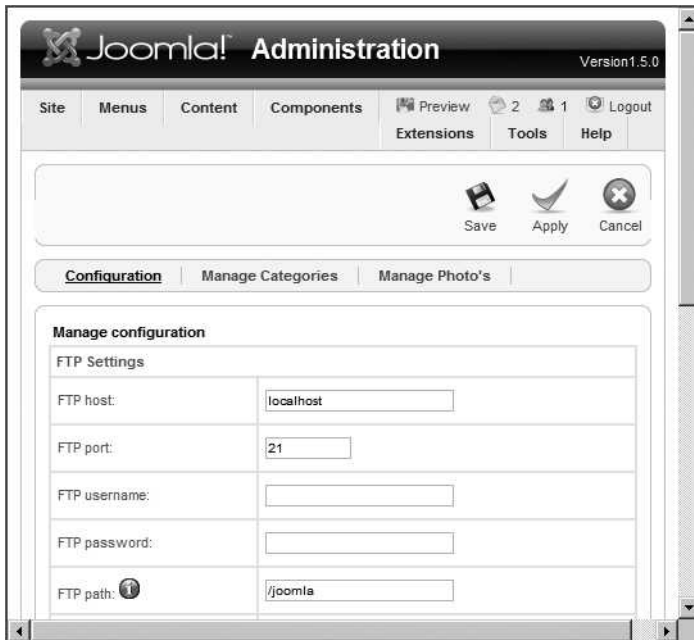 Joomla! Administration
Version1.5.0
Site Menus Content Components Preview 2 1 Logout
Extensions Tools Help
Save Apply Cancel
Configuration Manage Categories Manage Photo's
Manage configuration
FTP Settings
FTP host: localhost
FTP port: 21
FTP username:
FTP password:
FTP path: /joomla